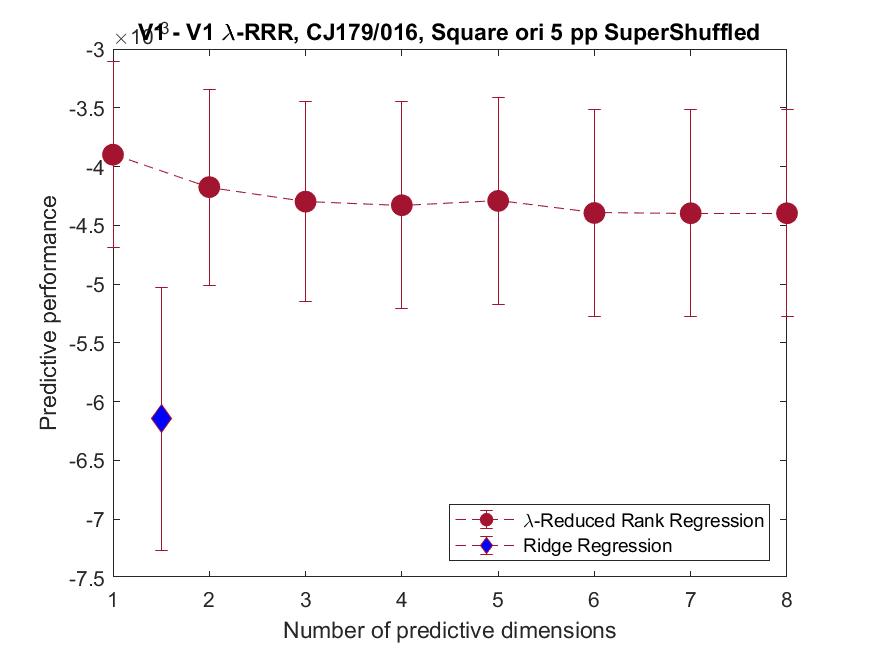 V1 - V1 λ-RRR, CJ179/016, Square ori 5 pp SuperShuffled
×10-3
-3
-3.5
-4
-4.5
-5
-5.5
-6
-6.5
-7
-7.5
Predictive performance
λ-Reduced Rank Regression
Ridge Regression
1 2 3 4 5 6 7 8
Number of predictive dimensions